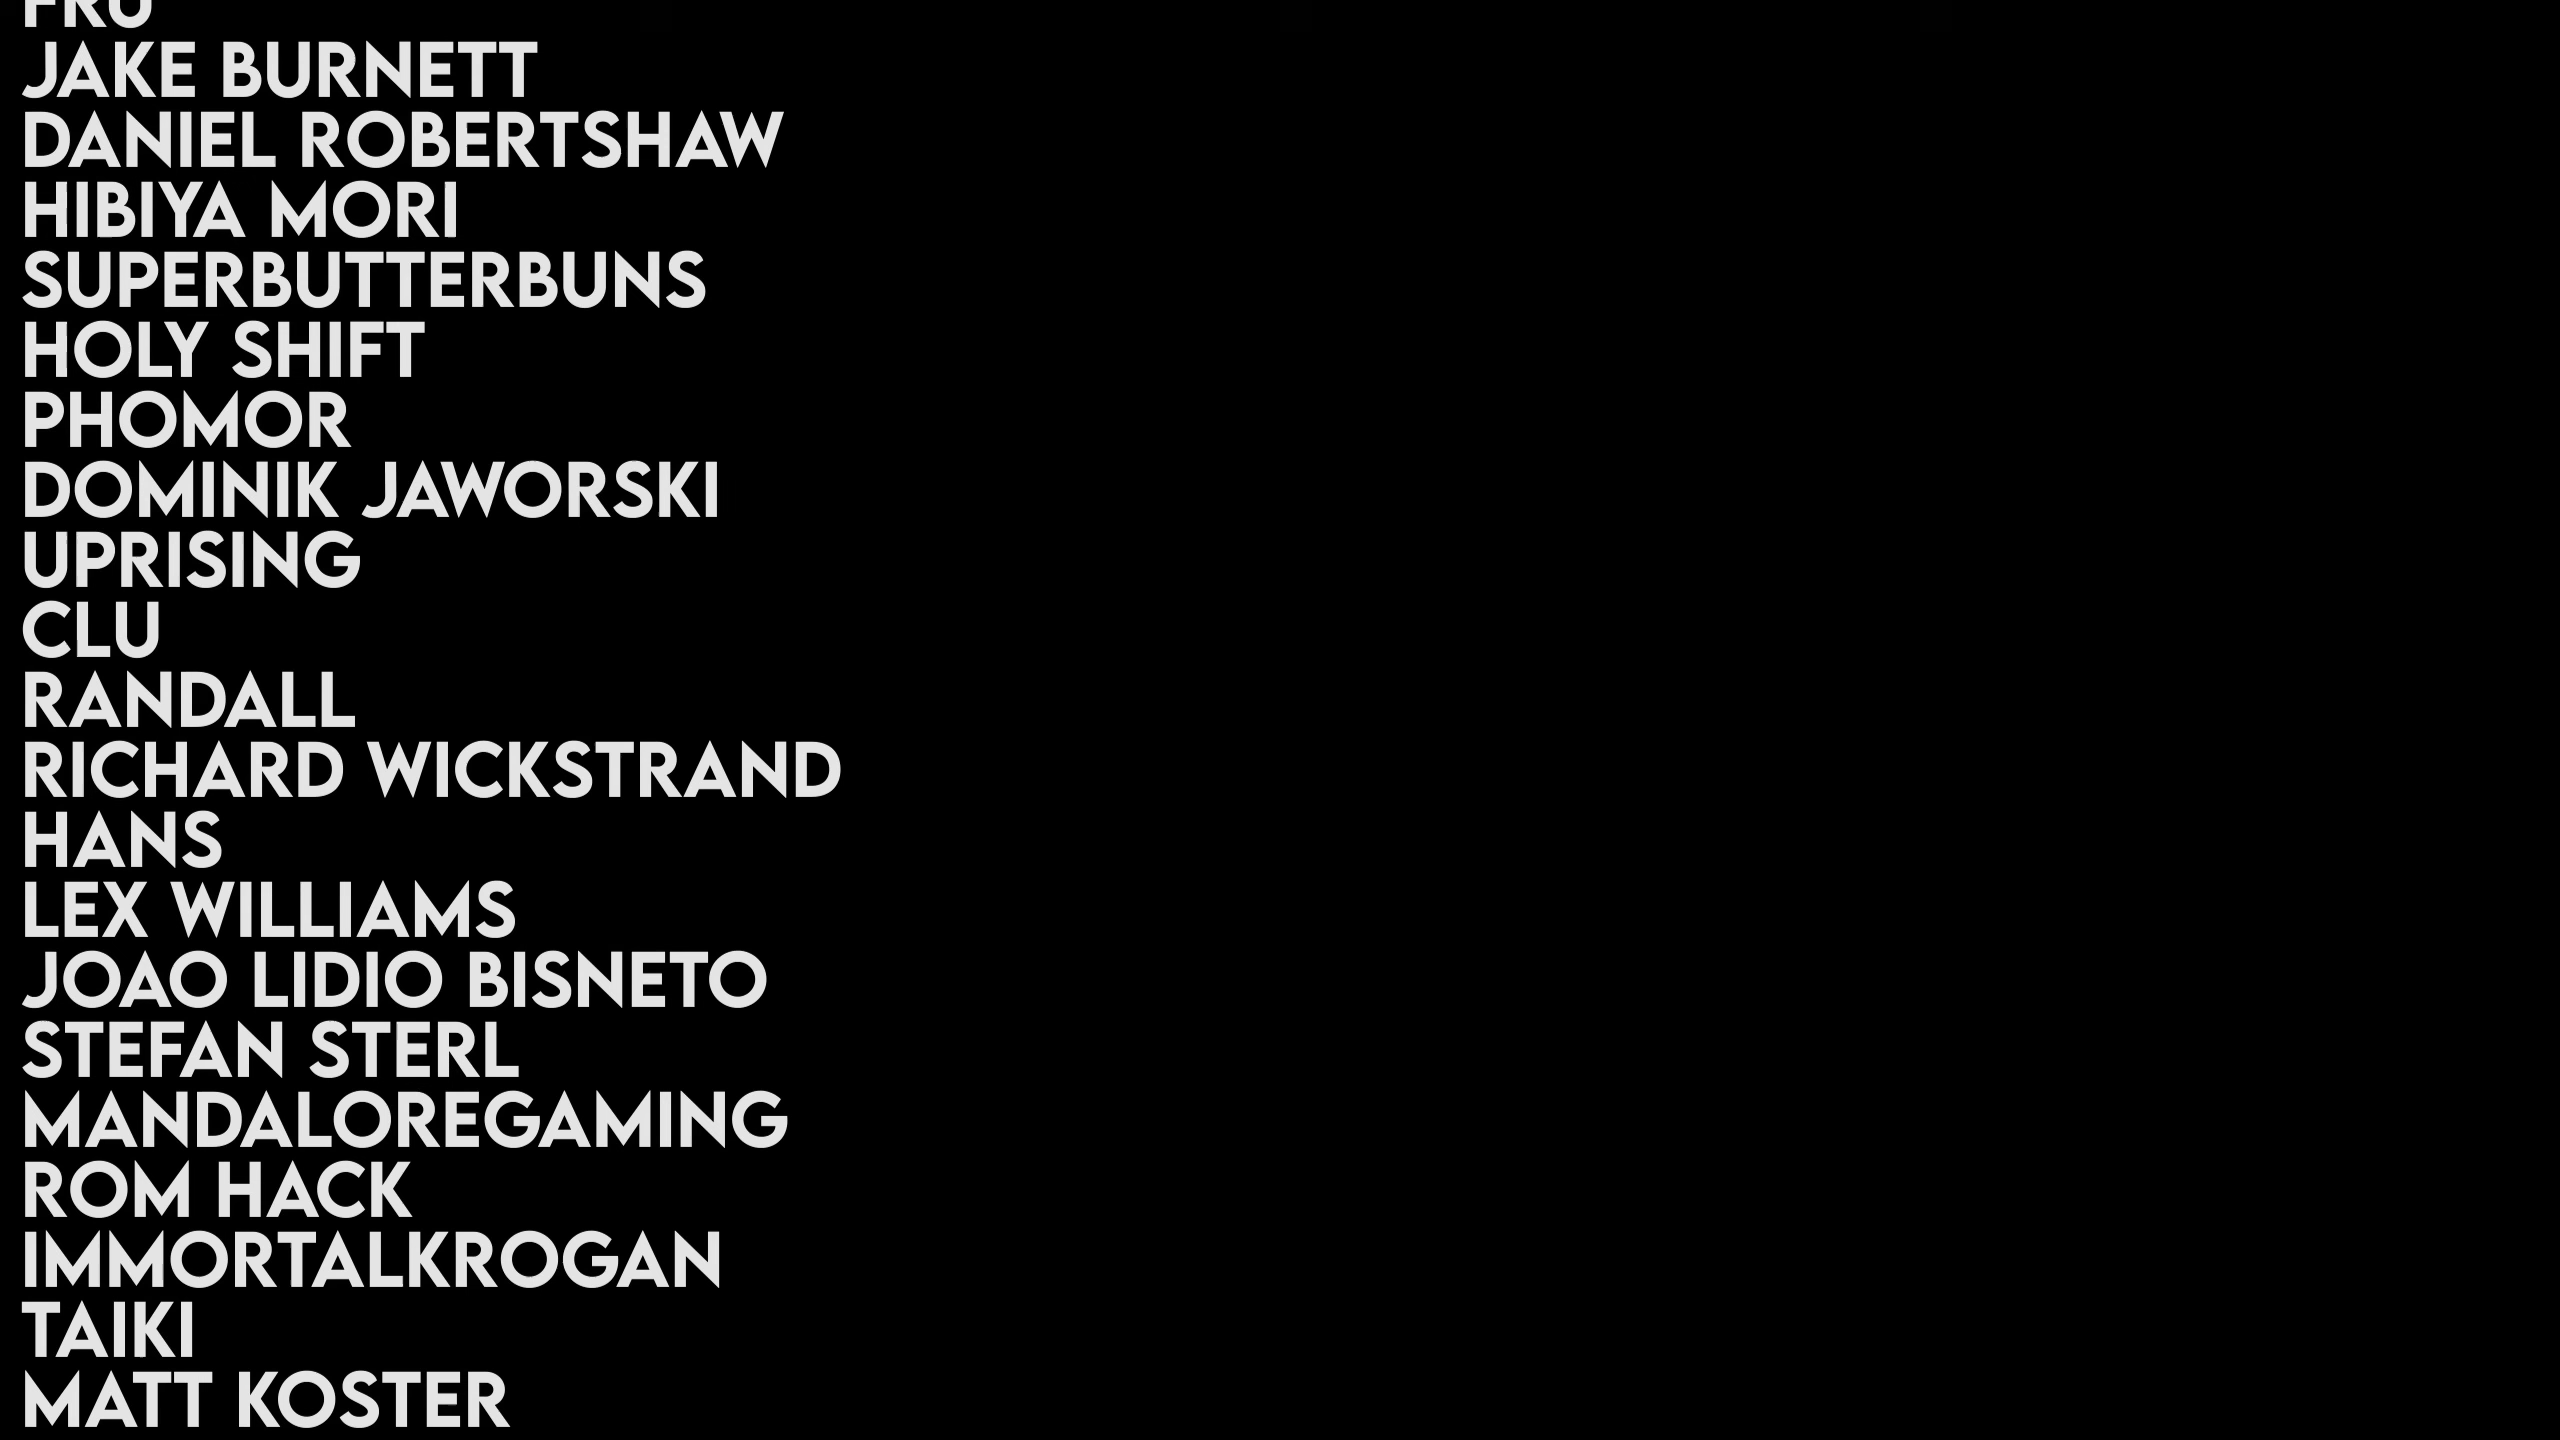 FRU
JAKE BURNETT
DANIEL ROBERTSHAW
HIBIYA MORI
SUPERBUTTERBUNS
HOLY SHIFT
PHOMOR
DOMINIK JAWORSKI
UPRISING
CLU
RANDALL
RICHARD WICKSTRAND
HANS
LEX WILLIAMS
JOAO LIDIO BISNETO
STEFAN STERL
MANDALOREGAMING
ROM HACK
IMMORTALKROGAN
TAIKI
MATT KOSTER